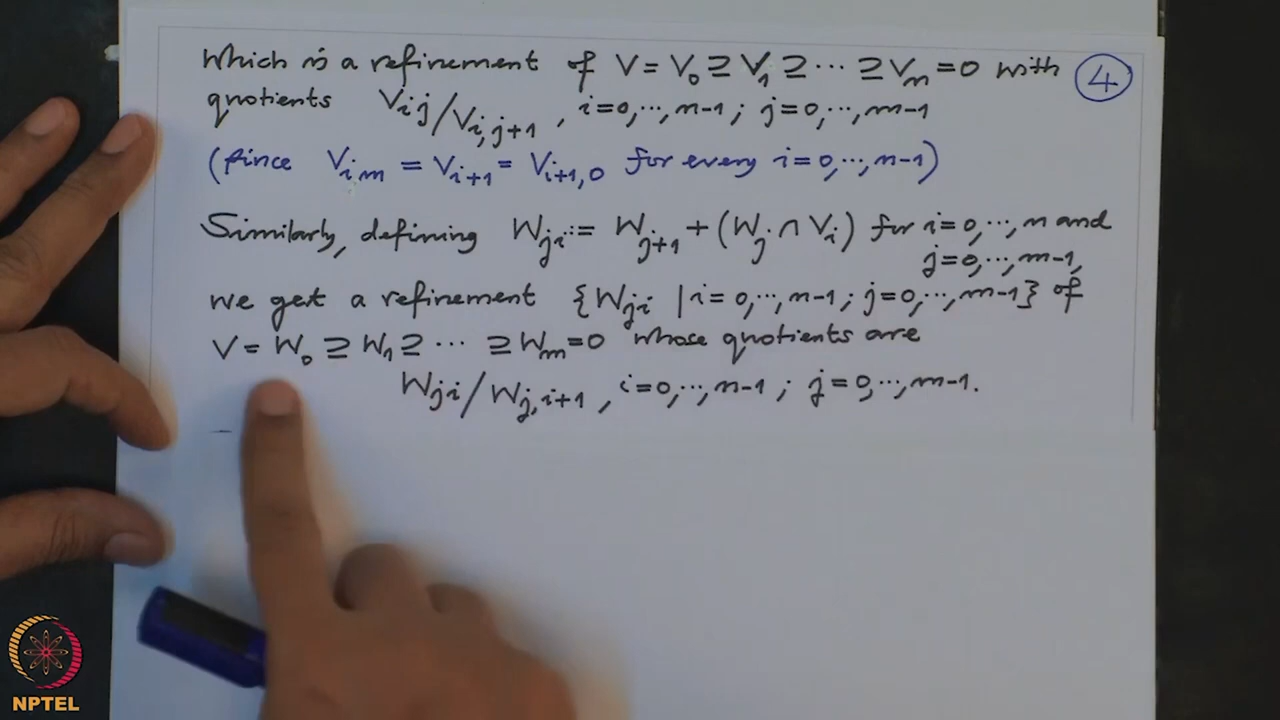 Which is a refinement of V = V₀ ⊇ V₁ ⊇ ⋯ ⊇ Vₘ = 0 with
④
quotients Vᵢⱼ/Vᵢ,ⱼ₊₁ , i=0,⋯,n-1 ; j=0,⋯,m-1
(Since Vᵢ,ₘ = Vᵢ₊₁ = Vᵢ₊₁,₀ for every i=0,⋯,n-1)
Similarly, defining Wⱼᵢ := Wⱼ₊₁ + (Wⱼ ∩ Vᵢ) for i=0,⋯,n and
j=0,⋯,m-1,
we get a refinement {Wⱼᵢ | i=0,⋯,n-1 ; j=0,⋯,m-1} of
V = W₀ ⊇ W₁ ⊇ ⋯ ⊇ Wₘ = 0 whose quotients are
Wⱼᵢ/Wⱼ,ᵢ₊₁ , i=0,⋯,n-1 ; j=0,⋯,m-1.
NPTEL